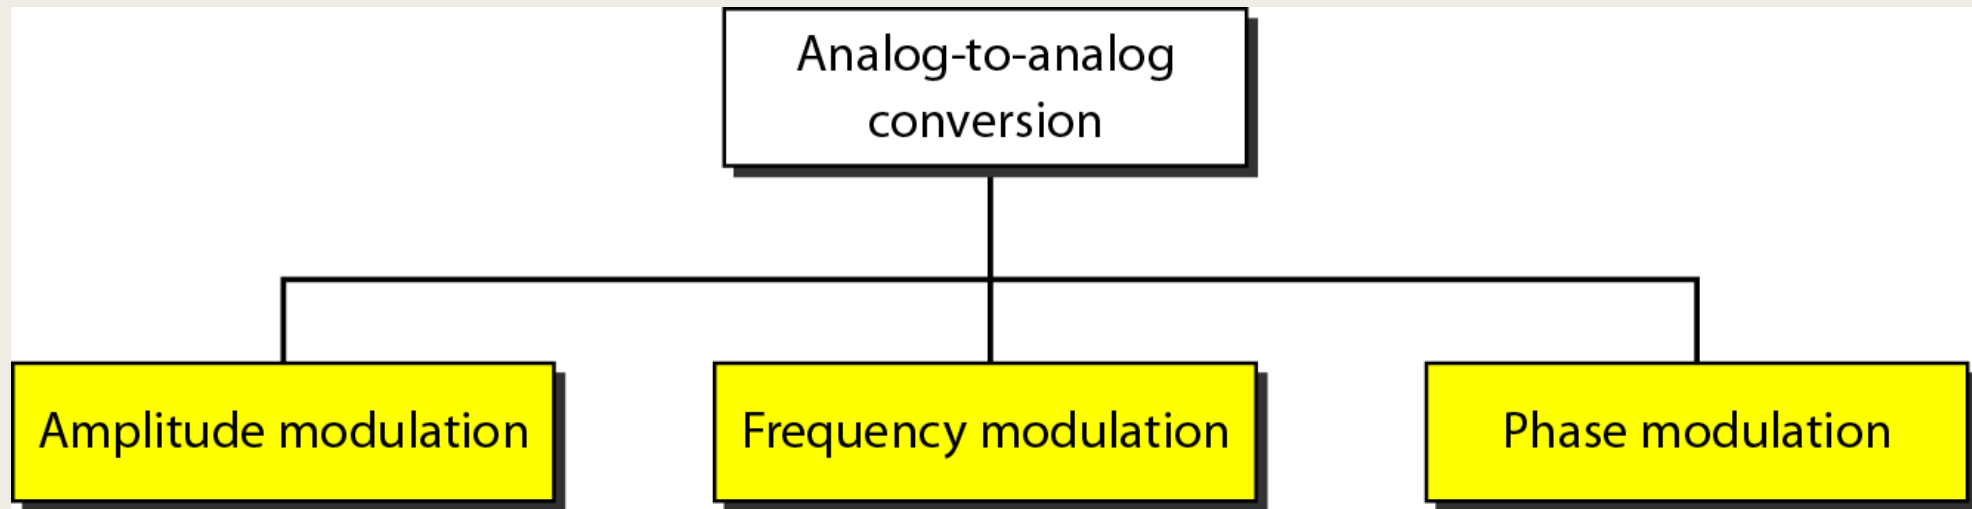 Analog-to-analog
conversion
Amplitude modulation
Frequency modulation
Phase modulation